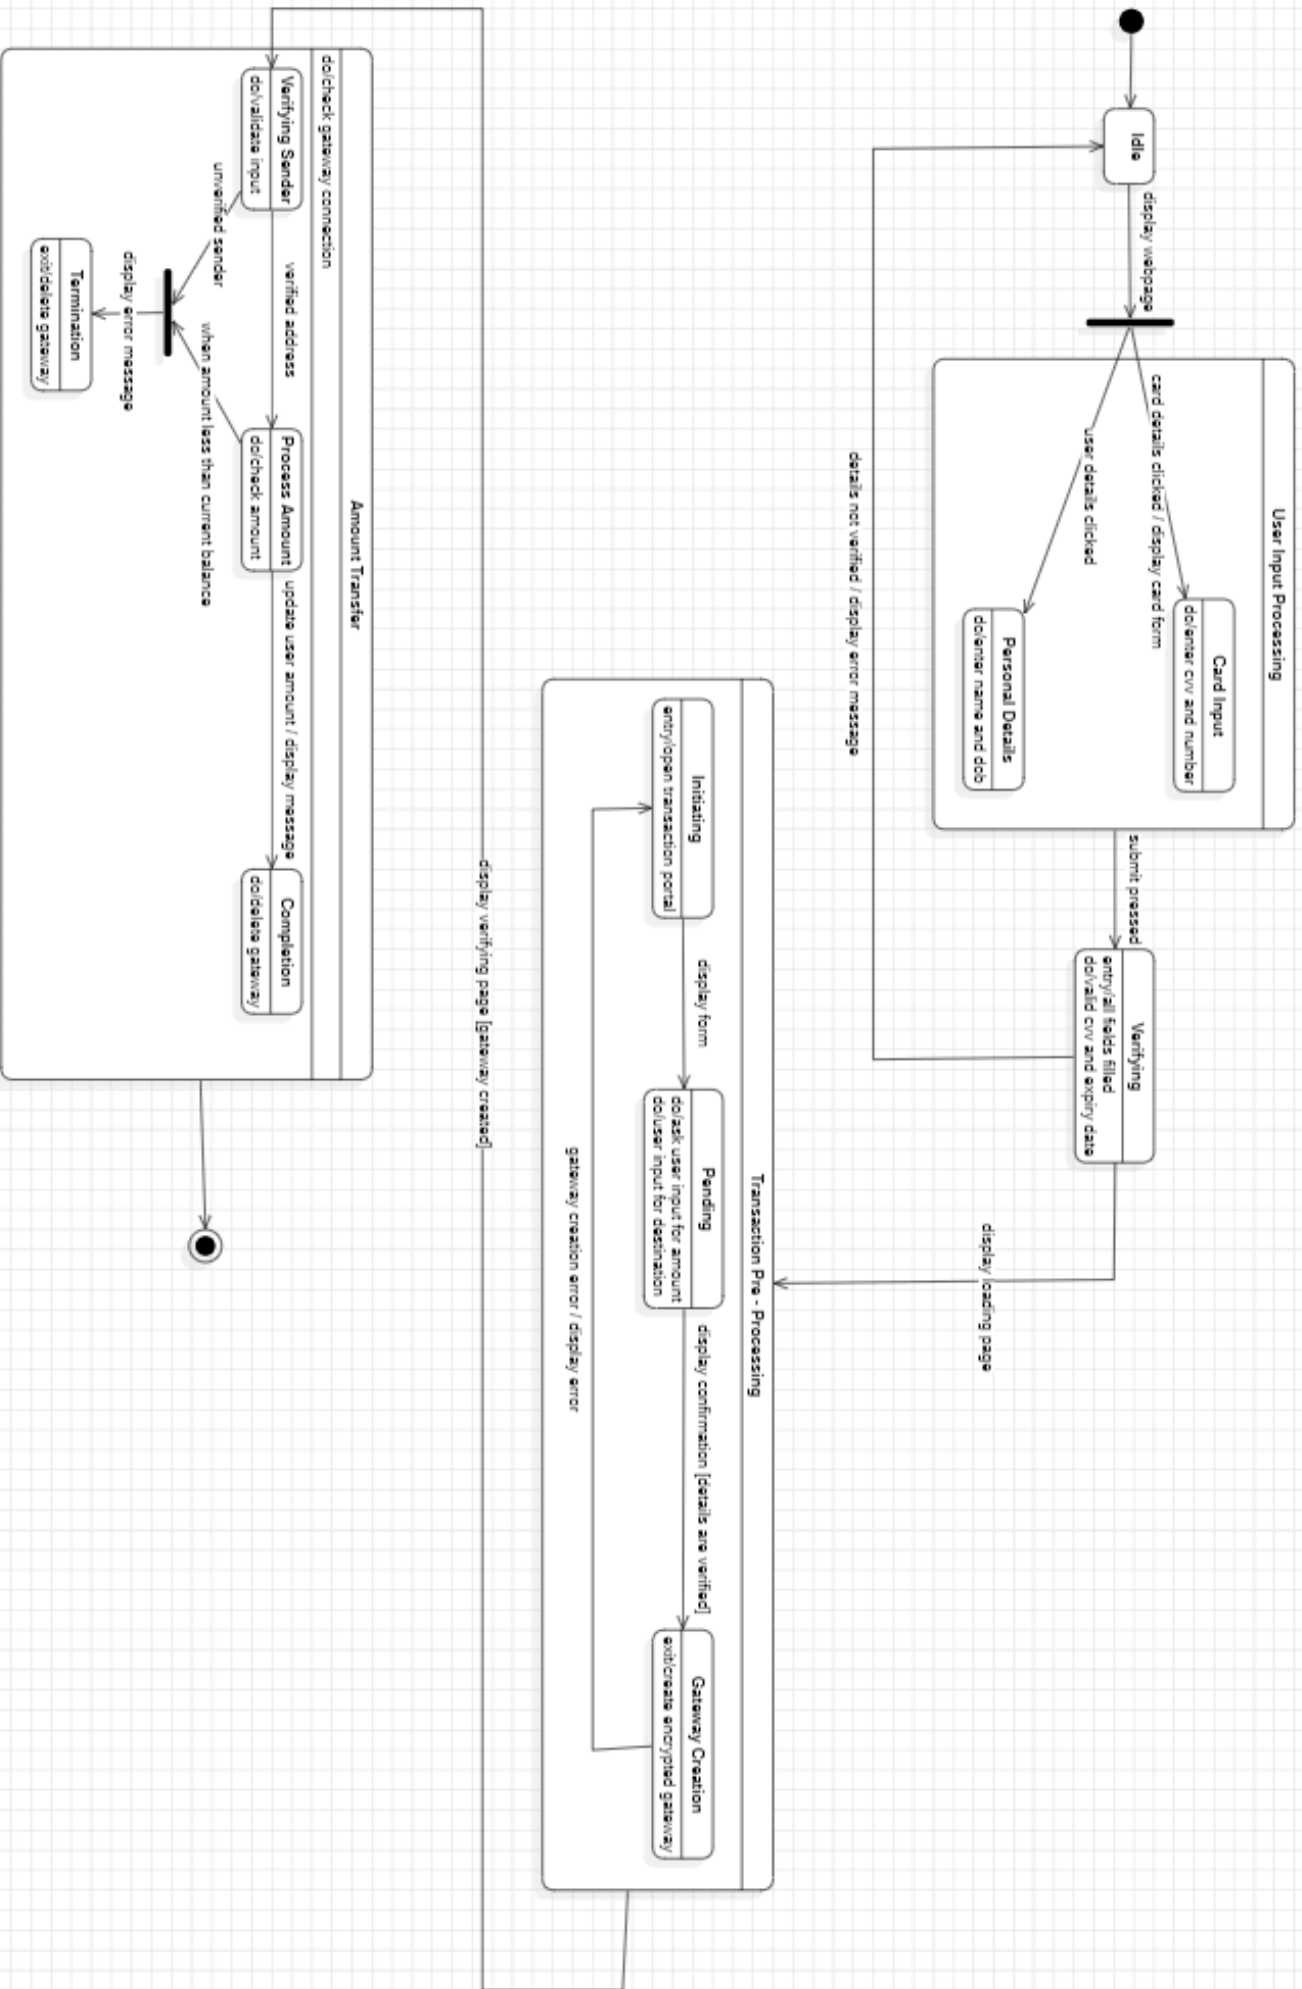 Idle
display webpage
User Input Processing
card details clicked / display card form
user details clicked
Card Input
do/enter cvv and number
Personal Details
do/enter name and dob
submit pressed
Verifying
entry/all fields filled
do/valid cvv and expiry date
details not verified / display error message
display loading page
Transaction Pre - Processing
Initiating
entry/open transaction portal
display form
Pending
do/ask user input for amount
do/user input for destination
display confirmation [details are verified]
Gateway Creation
exit/create encrypted gateway
gateway creation error / display error
display verifying page [gateway created]
Amount Transfer
do/check gateway connection
Verifying Sender
do/validate input
verified address
Process Amount
do/check amount
update user amount / display message
Completion
do/delete gateway
unverified sender
when amount less than current balance
display error message
Termination
exit/delete gateway